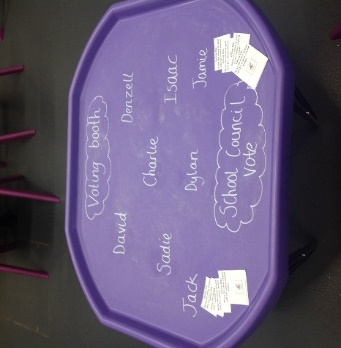 Voting booth
Denzell
Isaac
Jamie
Charlie
Dylan
David
Sadie
Jack
School Council
Vote